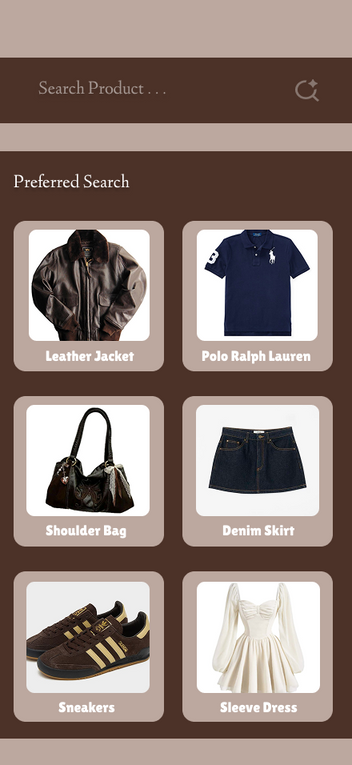 Search Product . . .
Preferred Search
Leather Jacket
Polo Ralph Lauren
Shoulder Bag
Denim Skirt
Sneakers
Sleeve Dress